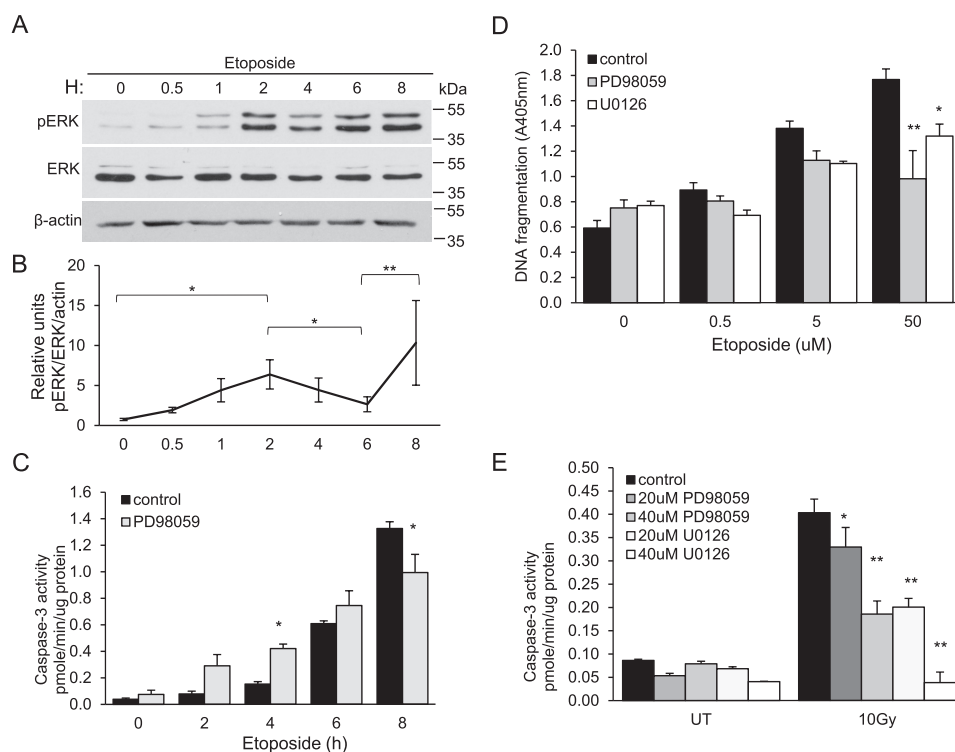 A
Etoposide
H: 0 0.5 1 2 4 6 8 kDa
pERK
55
35
ERK
55
35
β-actin
55
35
B
Relative units
pERK/ERK/actin
20
15
10
5
0
*
*
**
0 0.5 1 2 4 6 8
C
Caspase-3 activity
pmole/min/ug protein
1.6
1.4
1.2
1.0
0.8
0.6
0.4
0.2
0.0
control
PD98059
*
*
0 2 4 6 8
Etoposide (h)
D
DNA fragmentation (A405nm)
2.0
1.8
1.6
1.4
1.2
1.0
0.8
0.6
0.4
0.2
0.0
control
PD98059
U0126
**
*
0 0.5 5 50
Etoposide (uM)
E
Caspase-3 activity
pmole/min/ug protein
0.50
0.45
0.40
0.35
0.30
0.25
0.20
0.15
0.10
0.05
0.00
control
20uM PD98059
40uM PD98059
20uM U0126
40uM U0126
*
**
**
**
UT 10Gy